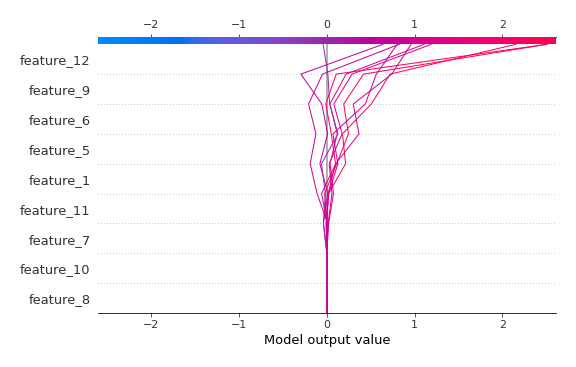 −2 −1 0 1 2
feature_12
feature_9
feature_6
feature_5
feature_1
feature_11
feature_7
feature_10
feature_8
−2 −1 0 1 2
Model output value